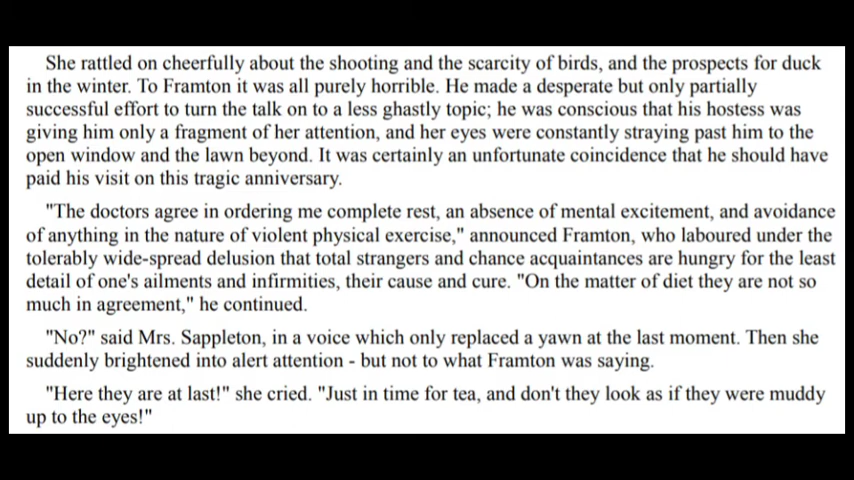 She rattled on cheerfully about the shooting and the scarcity of birds, and the prospects for duck
in the winter. To Framton it was all purely horrible. He made a desperate but only partially
successful effort to turn the talk on to a less ghastly topic; he was conscious that his hostess was
giving him only a fragment of her attention, and her eyes were constantly straying past him to the
open window and the lawn beyond. It was certainly an unfortunate coincidence that he should have
paid his visit on this tragic anniversary.
"The doctors agree in ordering me complete rest, an absence of mental excitement, and avoidance
of anything in the nature of violent physical exercise," announced Framton, who laboured under the
tolerably wide-spread delusion that total strangers and chance acquaintances are hungry for the least
detail of one's ailments and infirmities, their cause and cure. "On the matter of diet they are not so
much in agreement," he continued.
"No?" said Mrs. Sappleton, in a voice which only replaced a yawn at the last moment. Then she
suddenly brightened into alert attention - but not to what Framton was saying.
"Here they are at last!" she cried. "Just in time for tea, and don't they look as if they were muddy
up to the eyes!"